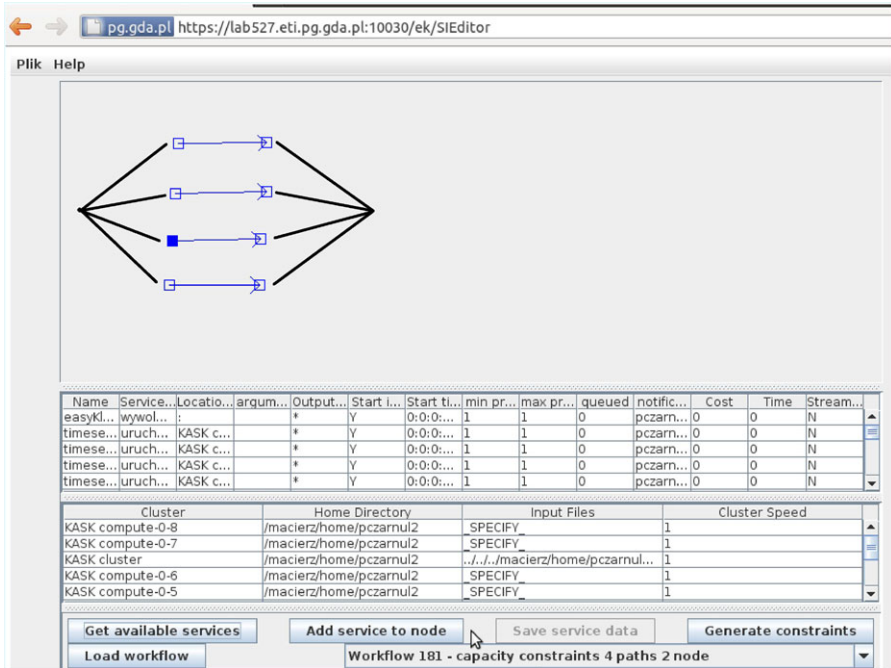 pg.gda.pl https://lab527.eti.pg.gda.pl:10030/ek/SIEditor
Plik Help
Name Service... Locatio... argum... Output... Start i... Start ti... min pr... max pr... queued notific... Cost Time Stream...
easyKl... wywol... : * Y 0:0:0:... 1 1 0 pczarn... 0 0 N
timese... uruch... KASK c... * Y 0:0:0:... 1 1 0 pczarn... 0 0 N
timese... uruch... KASK c... * Y 0:0:0:... 1 1 0 pczarn... 0 0 N
timese... uruch... KASK c... * Y 0:0:0:... 1 1 0 pczarn... 0 0 N
timese... uruch... KASK c... * Y 0:0:0:... 1 1 0 pczarn... 0 0 N
Cluster Home Directory Input Files Cluster Speed
KASK compute-0-8 /macierz/home/pczarnul2 _SPECIFY_ 1
KASK compute-0-7 /macierz/home/pczarnul2 _SPECIFY_ 1
KASK cluster /macierz/home/pczarnul2 ../../../macierz/home/pczarnul... 1
KASK compute-0-6 /macierz/home/pczarnul2 _SPECIFY_ 1
KASK compute-0-5 /macierz/home/pczarnul2 _SPECIFY_ 1
Get available services Add service to node Save service data Generate constraints
Load workflow Workflow 181 - capacity constraints 4 paths 2 node